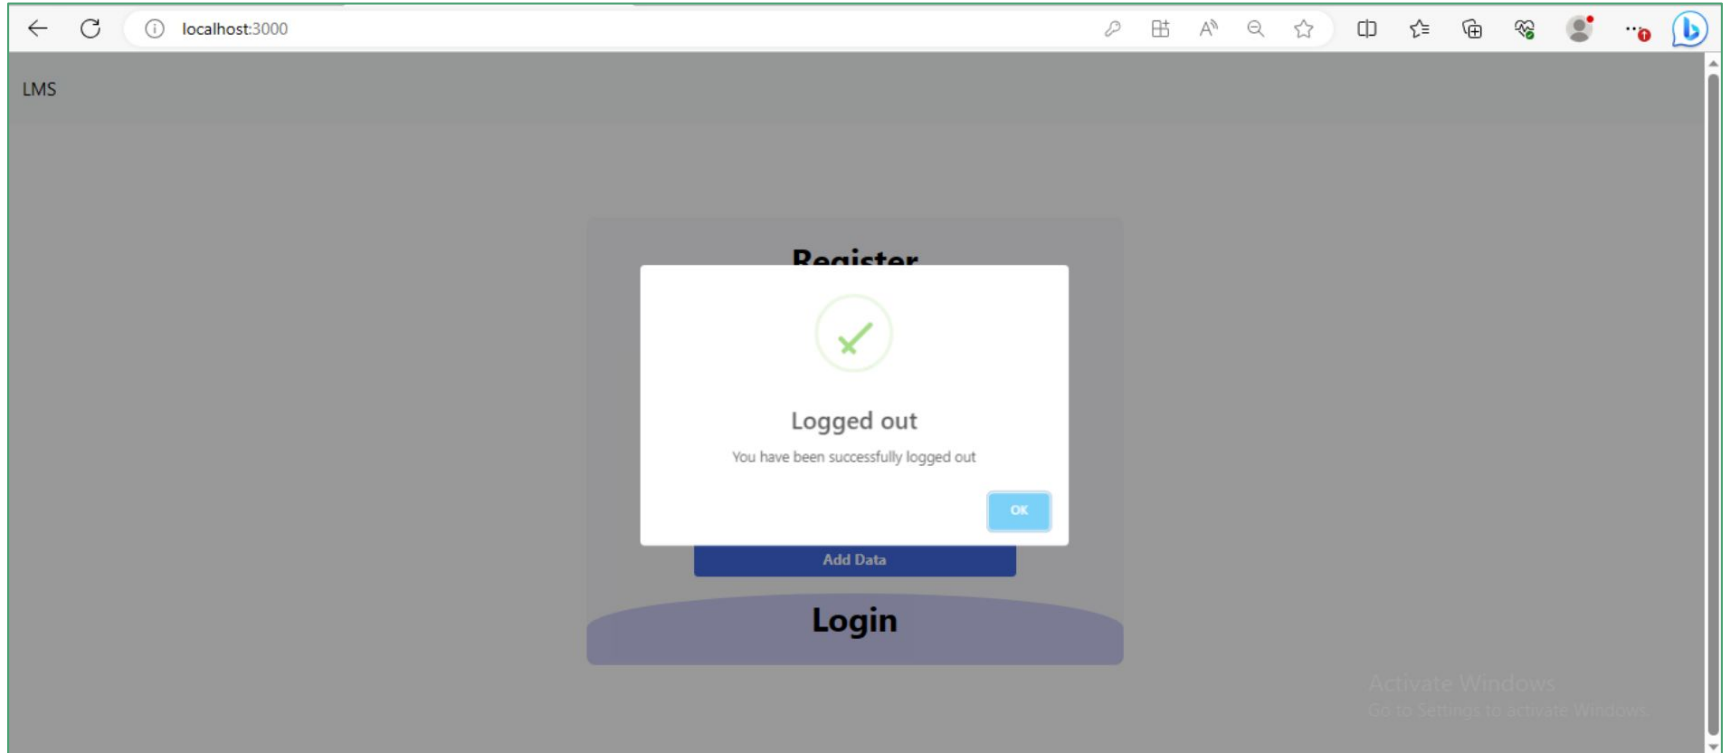 localhost:3000
LMS
Register
Logged out
You have been successfully logged out
OK
Add Data
Login
Activate Windows
Go to Settings to activate Windows.